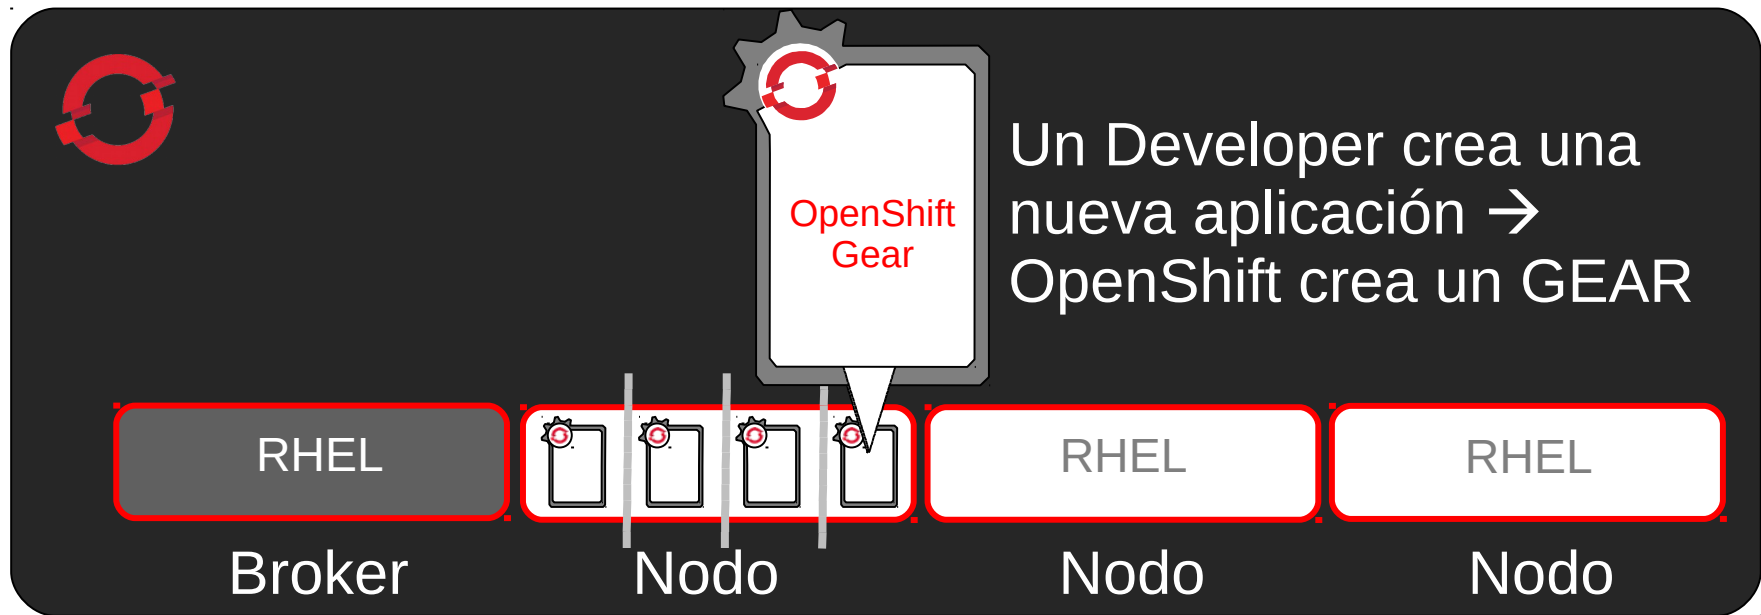 OpenShift
Gear
Un Developer crea una
nueva aplicación →
OpenShift crea un GEAR
RHEL
RHEL
RHEL
Broker
Nodo
Nodo
Nodo